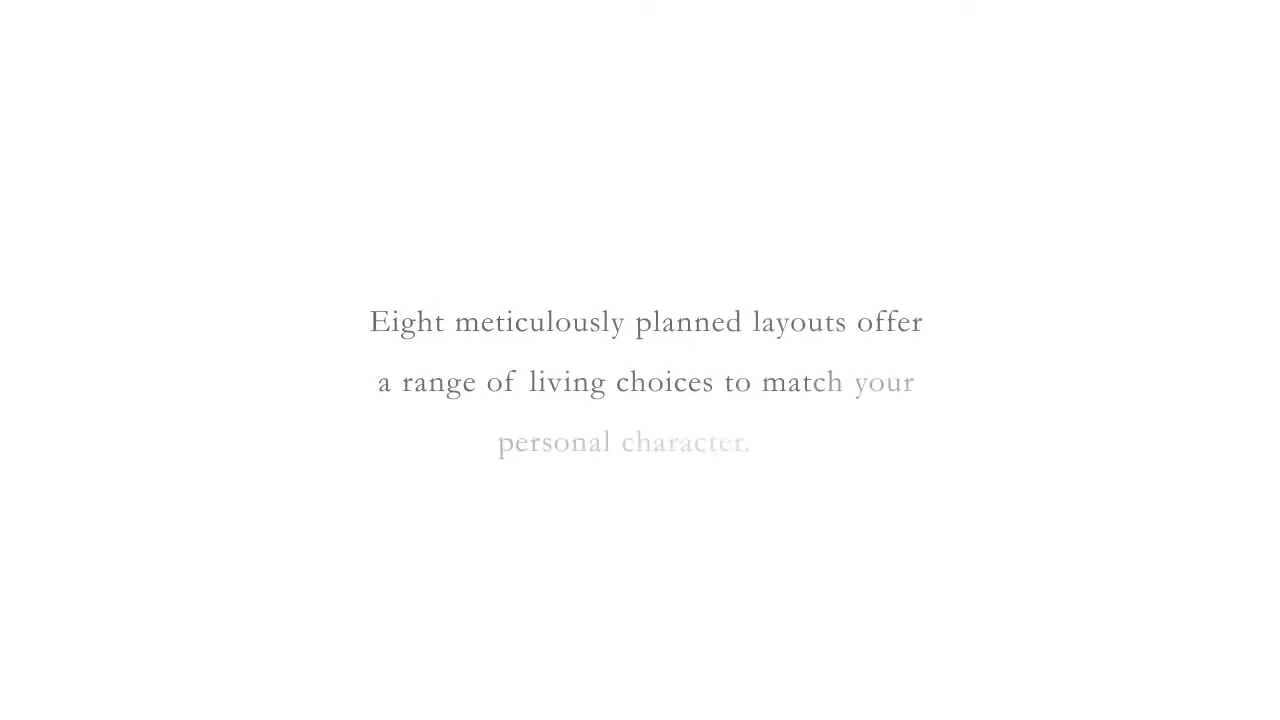 Eight meticulously planned layouts offer
a range of living choices to match your
personal character.